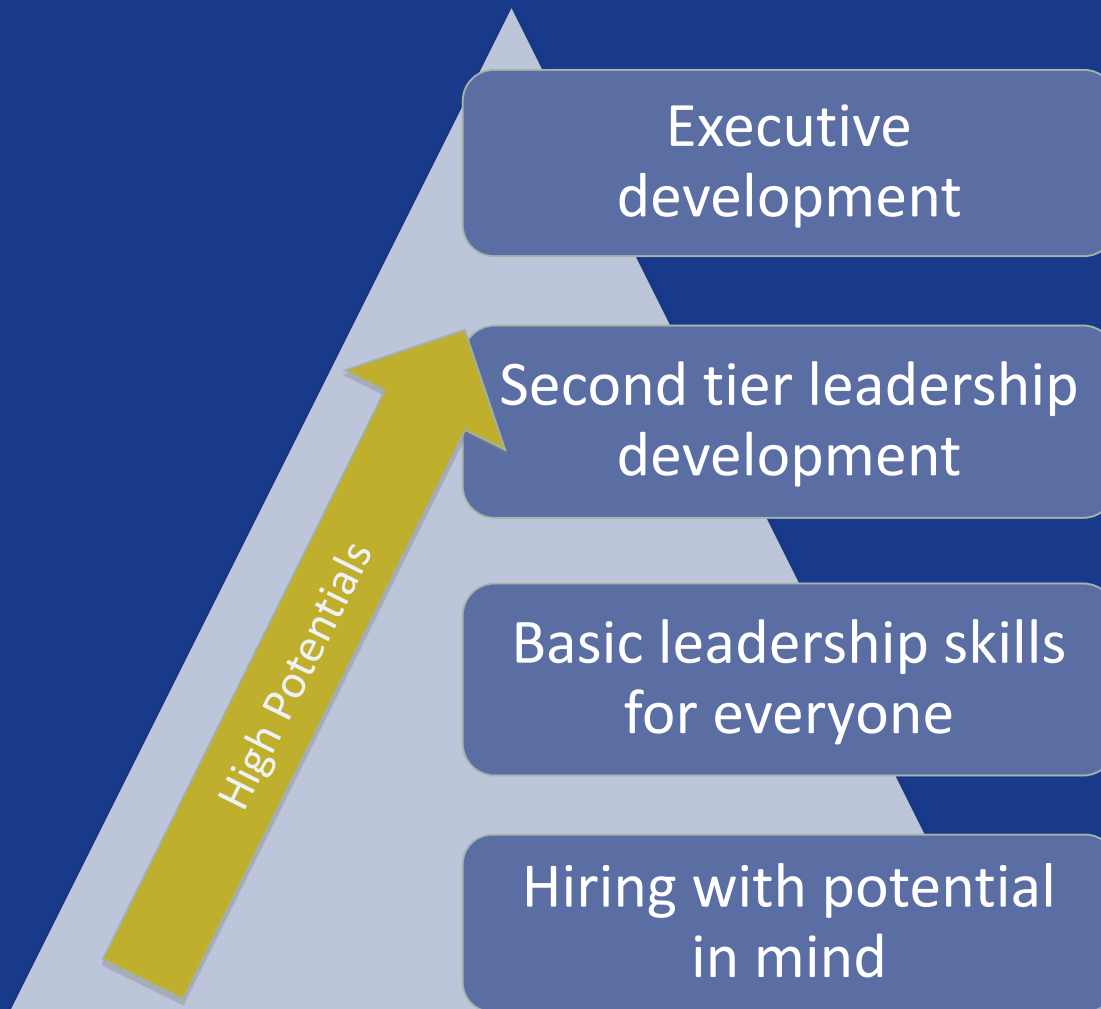 Executive
development
Second tier leadership
development
High Potentials
Basic leadership skills
for everyone
Hiring with potential
in mind